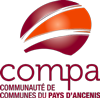 compa
COMMUNAUTÉ DE
COMMUNES DU PAYS D'ANCENIS